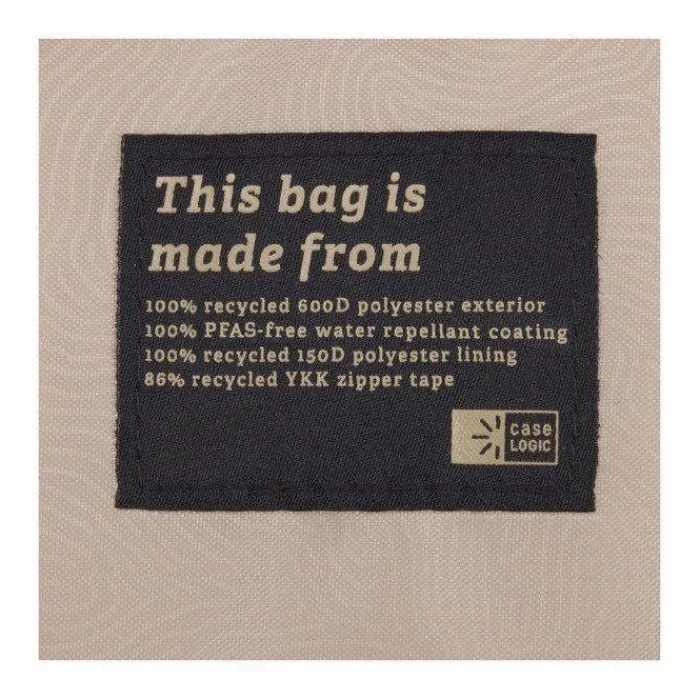 This bag is
made from
100% recycled 600D polyester exterior
100% PFAS-free water repellant coating
100% recycled 150D polyester lining
86% recycled YKK zipper tape
case
LOGIC